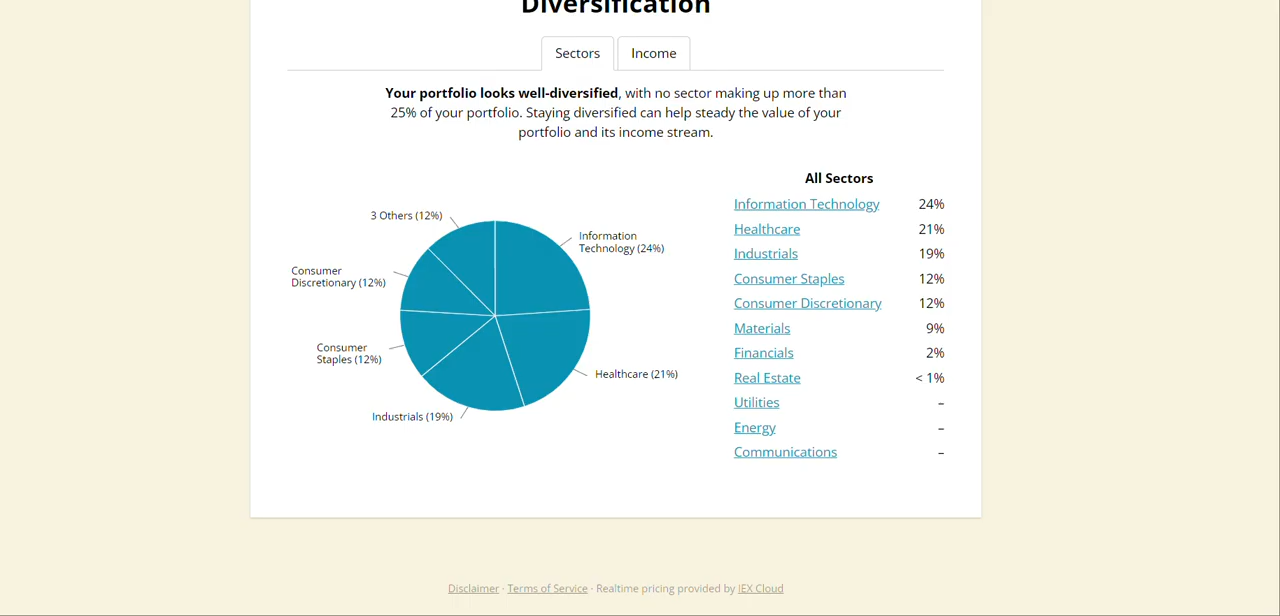 Diversification
Sectors
Income
Your portfolio looks well-diversified, with no sector making up more than
25% of your portfolio. Staying diversified can help steady the value of your
portfolio and its income stream.
3 Others (12%)
Information
Technology (24%)
Consumer
Discretionary (12%)
Consumer
Staples (12%)
Healthcare (21%)
Industrials (19%)
All Sectors
Information Technology 24%
Healthcare 21%
Industrials 19%
Consumer Staples 12%
Consumer Discretionary 12%
Materials 9%
Financials 2%
Real Estate < 1%
Utilities –
Energy –
Communications –
Disclaimer · Terms of Service · Realtime pricing provided by IEX Cloud